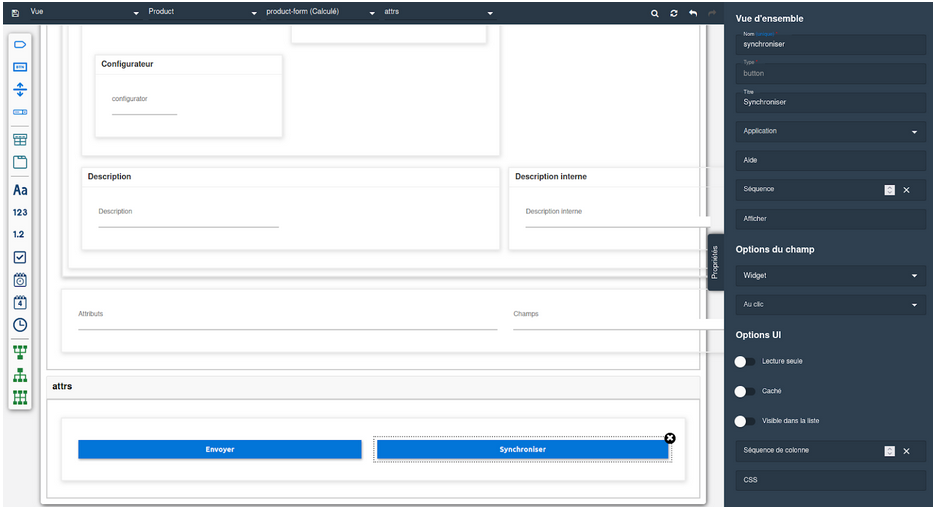 Vue
Product
product-form (Calculé)
attrs
Aa
123
1.2
4
Configurateur
configurator
Description
Description
Description interne
Description interne
Attributs
Champs
attrs
Envoyer
Synchroniser
Propriétés
Vue d'ensemble
Nom
synchroniser
Type
button
Titre
Synchroniser
Application
Aide
Séquence
Afficher
Options du champ
Widget
Au clic
Options UI
Lecture seule
Caché
Visible dans la liste
Séquence de colonne
CSS